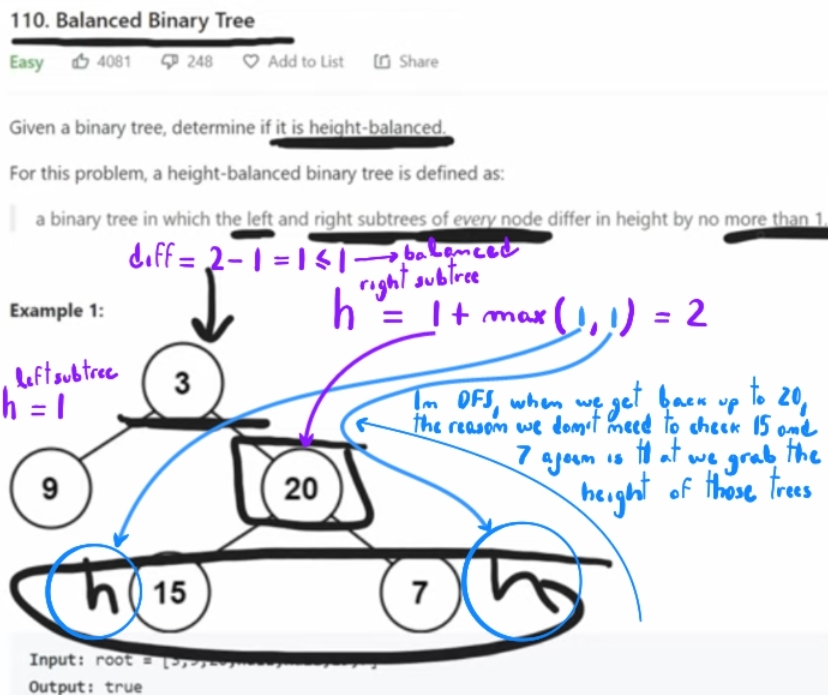 110. Balanced Binary Tree
Easy 4081 248 Add to List Share
Given a binary tree, determine if it is height-balanced.
For this problem, a height-balanced binary tree is defined as:
a binary tree in which the left and right subtrees of every node differ in height by no more than 1.
diff = 2 - 1 = 1 ≤ 1 → balanced
right subtree
h = 1 + max (1, 1) = 2
Example 1:
left subtree
h = 1
3
In DFS, when we get back up to 20,
the reason we don't need to check 15 and
7 again is that we grab the
height of those trees
9
20
h 15 7 h
Input: root = [
Output: true